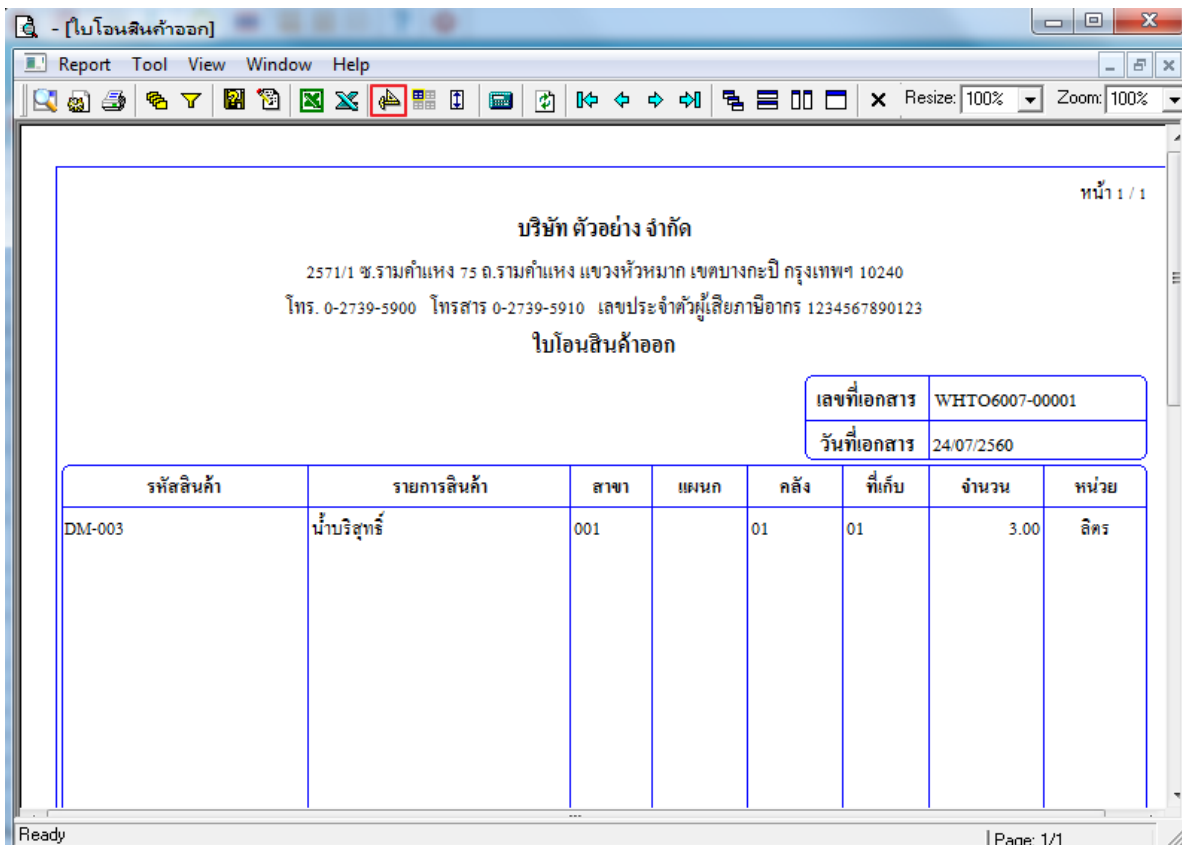 - [ใบโอนสินค้าออก]
Report Tool View Window Help
Resize: 100% Zoom: 100%
หน้า 1 / 1
บริษัท ตัวอย่าง จำกัด
2571/1 ซ.รามคำแหง 75 ถ.รามคำแหง แขวงหัวหมาก เขตบางกะปิ กรุงเทพฯ 10240
โทร. 0-2739-5900 โทรสาร 0-2739-5910 เลขประจำตัวผู้เสียภาษีอากร 1234567890123
ใบโอนสินค้าออก
เลขที่เอกสาร WHTO6007-00001
วันที่เอกสาร 24/07/2560
รหัสสินค้า รายการสินค้า สาขา แผนก คลัง ที่เก็บ จำนวน หน่วย
DM-003 น้ำบริสุทธิ์ 001 01 01 3.00 ลิตร
Ready Page: 1/1